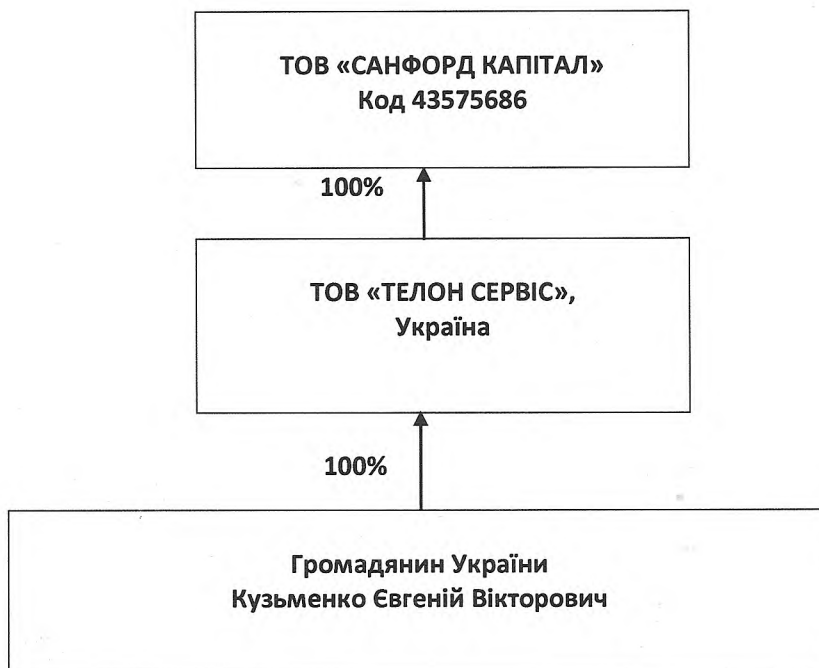 ТОВ «САНФОРД КАПІТАЛ»
Код 43575686
100%
ТОВ «ТЕЛОН СЕРВІС»,
Україна
100%
Громадянин України
Кузьменко Євгеній Вікторович